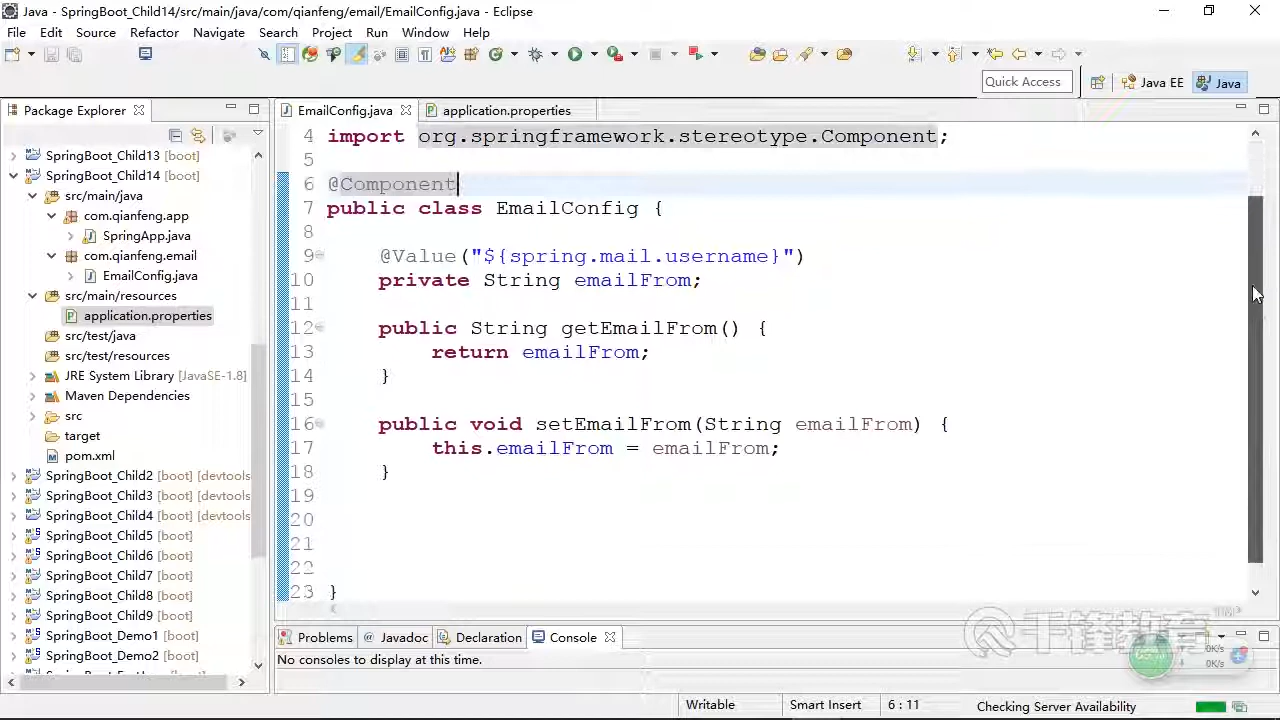 Java - SpringBoot_Child14/src/main/java/com/qianfeng/email/EmailConfig.java - Eclipse
File Edit Source Refactor Navigate Search Project Run Window Help
Quick Access
Java EE
Java
Package Explorer
EmailConfig.java
application.properties
SpringBoot_Child13 [boot]
SpringBoot_Child14 [boot]
src/main/java
com.qianfeng.app
SpringApp.java
com.qianfeng.email
EmailConfig.java
src/main/resources
application.properties
src/test/java
src/test/resources
JRE System Library [JavaSE-1.8]
Maven Dependencies
src
target
pom.xml
SpringBoot_Child2 [boot] [devtools
SpringBoot_Child3 [boot] [devtools
SpringBoot_Child4 [boot] [devtools
SpringBoot_Child5 [boot]
SpringBoot_Child6 [boot]
SpringBoot_Child7 [boot]
SpringBoot_Child8 [boot]
SpringBoot_Child9 [boot]
SpringBoot_Demo1 [boot]
SpringBoot_Demo2 [boot]
4 import org.springframework.stereotype.Component;
5
6 @Component
7 public class EmailConfig {
8
9 @Value("${spring.mail.username}")
10 private String emailFrom;
11
12 public String getEmailFrom() {
13 return emailFrom;
14 }
15
16 public void setEmailFrom(String emailFrom) {
17 this.emailFrom = emailFrom;
18 }
19
20
21
22
23 }
千锋教育
Problems Javadoc Declaration Console
No consoles to display at this time.
0K/s
0K/s
Writable
Smart Insert
6 : 11
Checking Server Availability